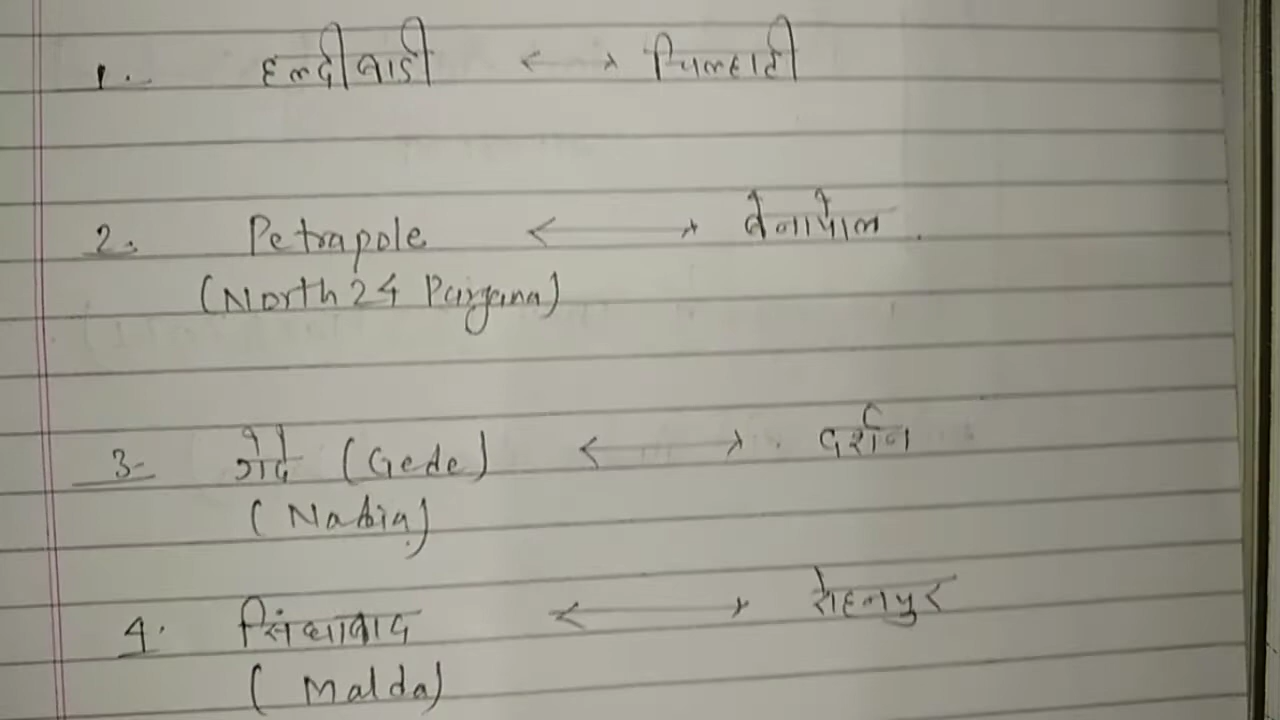 1. हल्दीबाडी <-> चिलहाटी
2. Petrapole <-> बेनापोल
(North 24 Pargana)
3- गेदे (Gede) <-> दर्शन
(Nadia)
4. सिंघाबाद <-> रोहनपुर
(Malda)